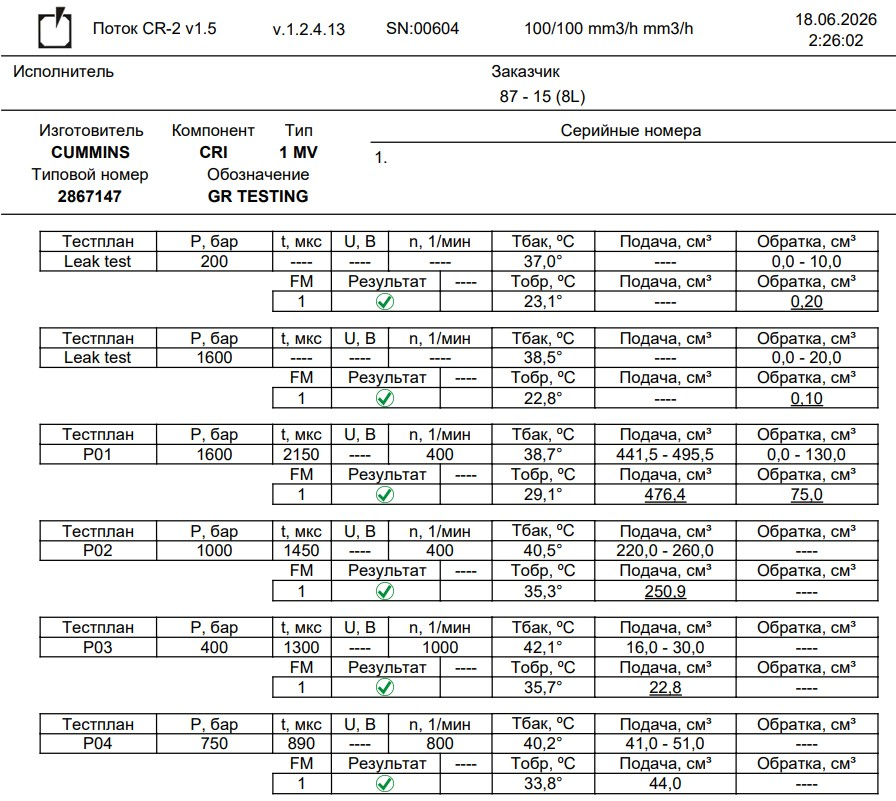 Поток CR-2 v1.5 v.1.2.4.13 SN:00604 100/100 mm3/h mm3/h 18.06.2026
2:26:02
Исполнитель Заказчик
87 - 15 (8L)
Изготовитель Компонент Тип Серийные номера
CUMMINS CRI 1 MV 1.
Типовой номер Обозначение
2867147 GR TESTING
Тестплан P, бар t, мкс U, В n, 1/мин Тбак, ºС Подача, см³ Обратка, см³
Leak test 200 ---- ---- ---- 37,0° ---- 0,0 - 10,0
FM Результат ---- Тобр, ºС Подача, см³ Обратка, см³
1 23,1° ---- 0,20
Тестплан P, бар t, мкс U, В n, 1/мин Тбак, ºС Подача, см³ Обратка, см³
Leak test 1600 ---- ---- ---- 38,5° ---- 0,0 - 20,0
FM Результат ---- Тобр, ºС Подача, см³ Обратка, см³
1 22,8° ---- 0,10
Тестплан P, бар t, мкс U, В n, 1/мин Тбак, ºС Подача, см³ Обратка, см³
P01 1600 2150 ---- 400 38,7° 441,5 - 495,5 0,0 - 130,0
FM Результат ---- Тобр, ºС Подача, см³ Обратка, см³
1 29,1° 476,4 75,0
Тестплан P, бар t, мкс U, В n, 1/мин Тбак, ºС Подача, см³ Обратка, см³
P02 1000 1450 ---- 400 40,5° 220,0 - 260,0 ----
FM Результат ---- Тобр, ºС Подача, см³ Обратка, см³
1 35,3° 250,9 ----
Тестплан P, бар t, мкс U, В n, 1/мин Тбак, ºС Подача, см³ Обратка, см³
P03 400 1300 ---- 1000 42,1° 16,0 - 30,0 ----
FM Результат ---- Тобр, ºС Подача, см³ Обратка, см³
1 35,7° 22,8 ----
Тестплан P, бар t, мкс U, В n, 1/мин Тбак, ºС Подача, см³ Обратка, см³
P04 750 890 ---- 800 40,2° 41,0 - 51,0 ----
FM Результат ---- Тобр, ºС Подача, см³ Обратка, см³
1 33,8° 44,0 ----